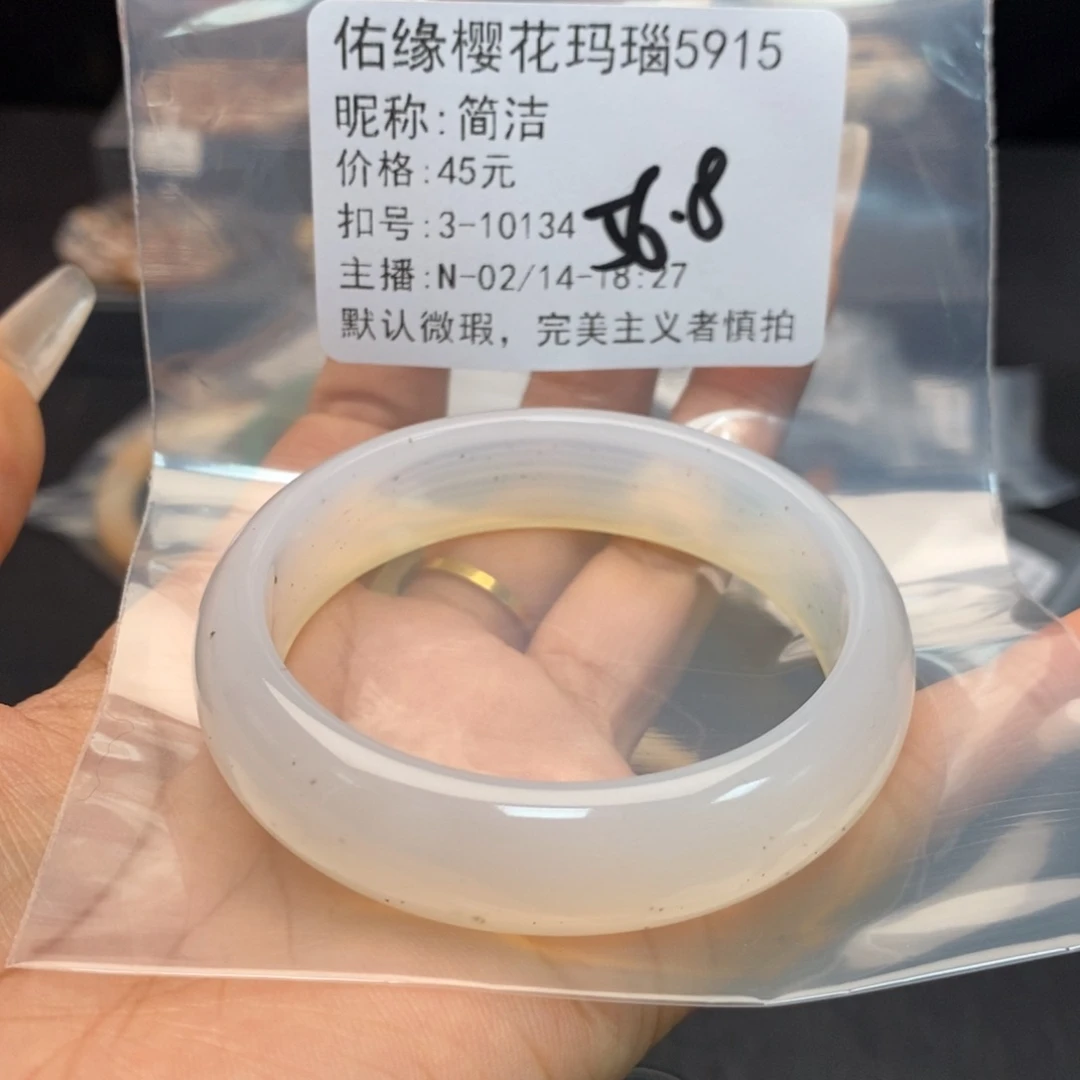 佑缘樱花玛瑙5915
昵称:简洁
价格:45元
扣号:3-10134
56.8
主播:N-02/14-18:27
默认微瑕，完美主义者慎拍